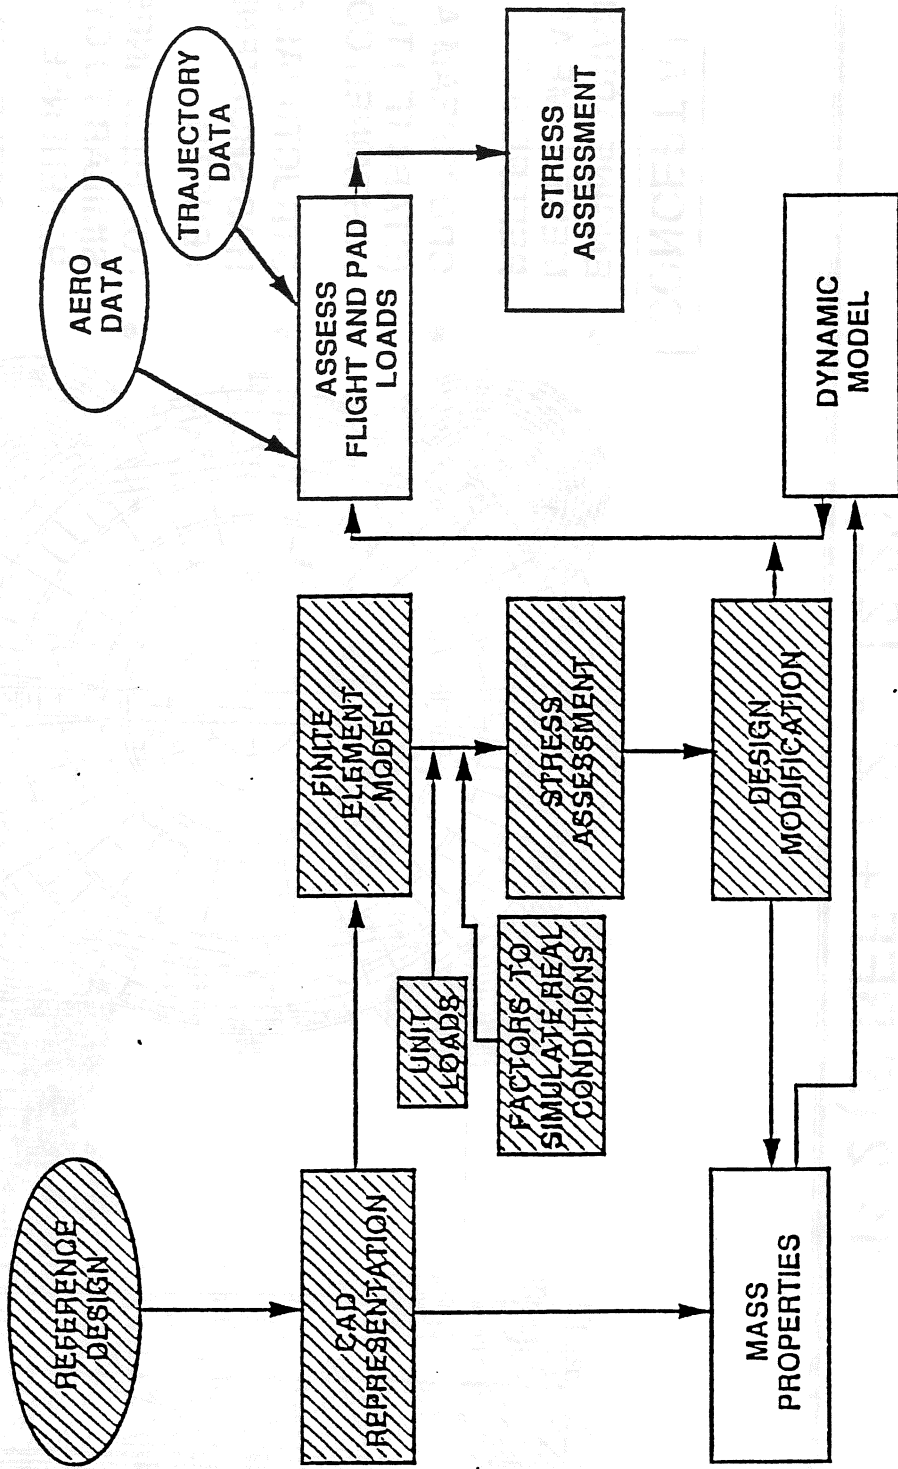 REFERENCE
DESIGN
CAD
REPRESENTATION
MASS
PROPERTIES
UNIT
LOADS
FACTORS TO
SIMULATE REAL
CONDITIONS
FINITE
ELEMENT
MODEL
STRESS
ASSESSMENT
DESIGN
MODIFICATION
AERO
DATA
TRAJECTORY
DATA
ASSESS
FLIGHT AND PAD
LOADS
STRESS
ASSESSMENT
DYNAMIC
MODEL